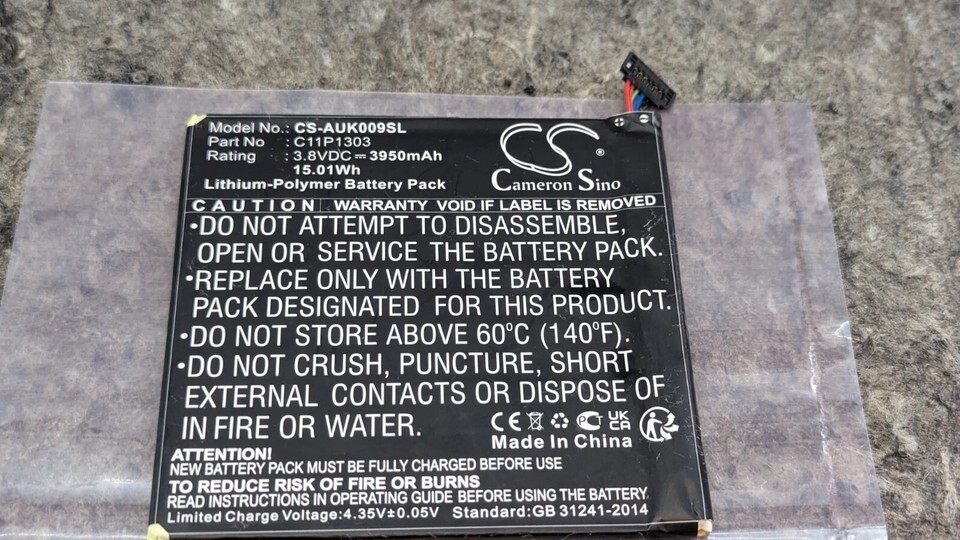 Model No.: CS-AUK009SL
Part No : C11P1303
Rating : 3.8VDC⎓3950mAh
15.01Wh
Lithium-Polymer Battery Pack
CS ®
Cameron Sino
CAUTION WARRANTY VOID IF LABEL IS REMOVED
•DO NOT ATTEMPT TO DISASSEMBLE,
OPEN OR SERVICE THE BATTERY PACK.
•REPLACE ONLY WITH THE BATTERY
PACK DESIGNATED FOR THIS PRODUCT.
•DO NOT STORE ABOVE 60ºC (140ºF).
•DO NOT CRUSH, PUNCTURE, SHORT
EXTERNAL CONTACTS OR DISPOSE OF
IN FIRE OR WATER.
CE PCT UK CA
Made In China
ATTENTION!
NEW BATTERY PACK MUST BE FULLY CHARGED BEFORE USE
TO REDUCE RISK OF FIRE OR BURNS
READ INSTRUCTIONS IN OPERATING GUIDE BEFORE USING THE BATTERY
Limited Charge Voltage:4.35V±0.05V Standard:GB 31241-2014